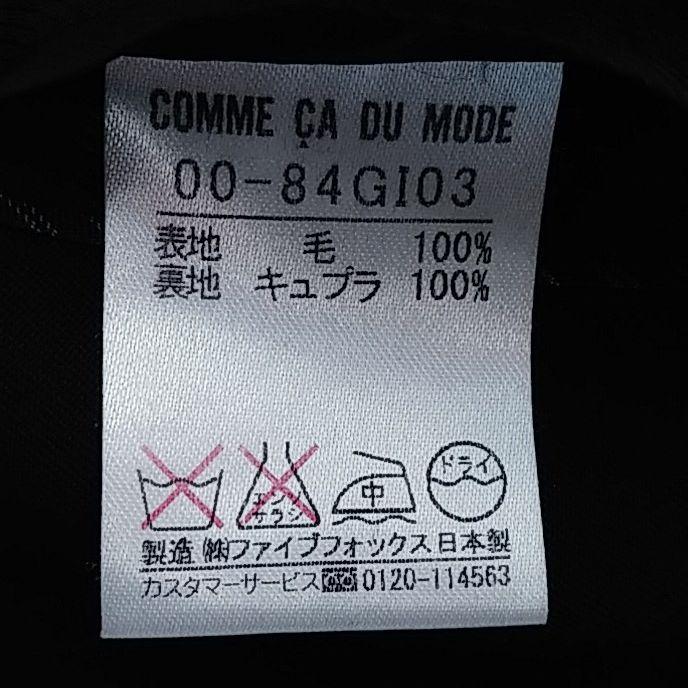 COMME ÇA DU MODE
00-84GI03
表地 毛 100%
裏地 キュプラ 100%
エンソ サラシ 中 ドライ
製造 ㈱ファイブフォックス 日本製
カスタマーサービス 0120-114563